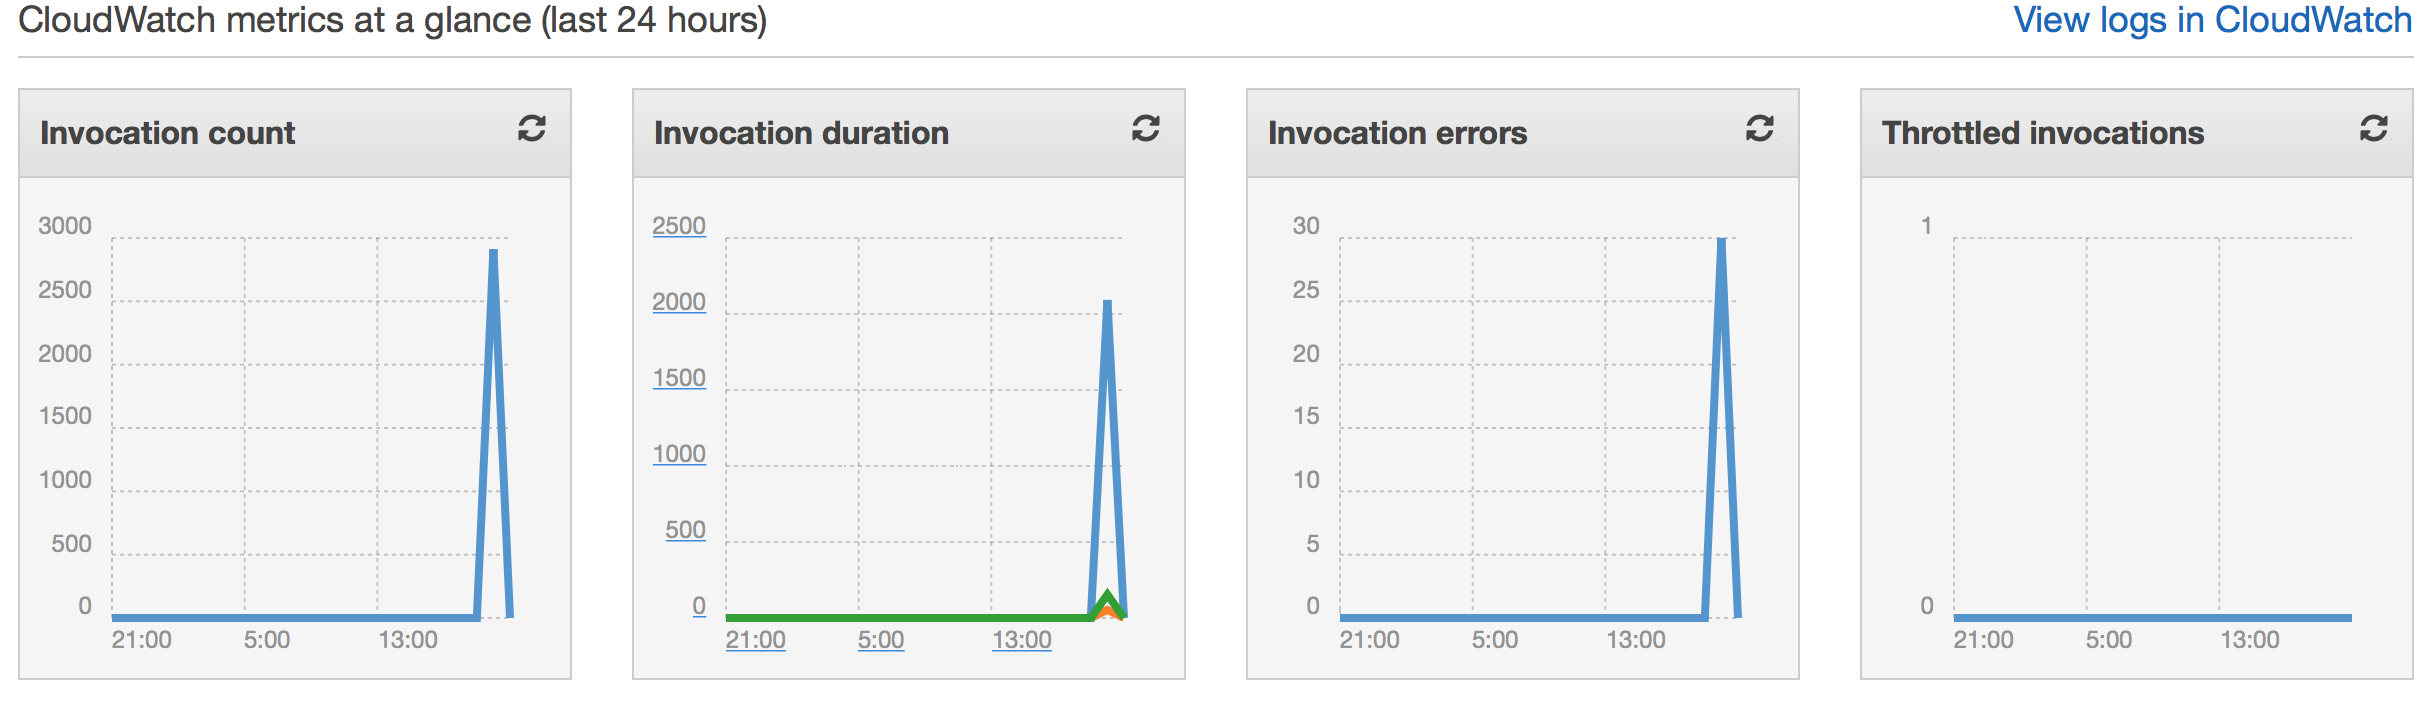 CloudWatch metrics at a glance (last 24 hours)
View logs in CloudWatch
Invocation count
3000
2500
2000
1500
1000
500
0
21:00 5:00 13:00
Invocation duration
2500
2000
1500
1000
500
0
21:00 5:00 13:00
Invocation errors
30
25
20
15
10
5
0
21:00 5:00 13:00
Throttled invocations
1
0
21:00 5:00 13:00